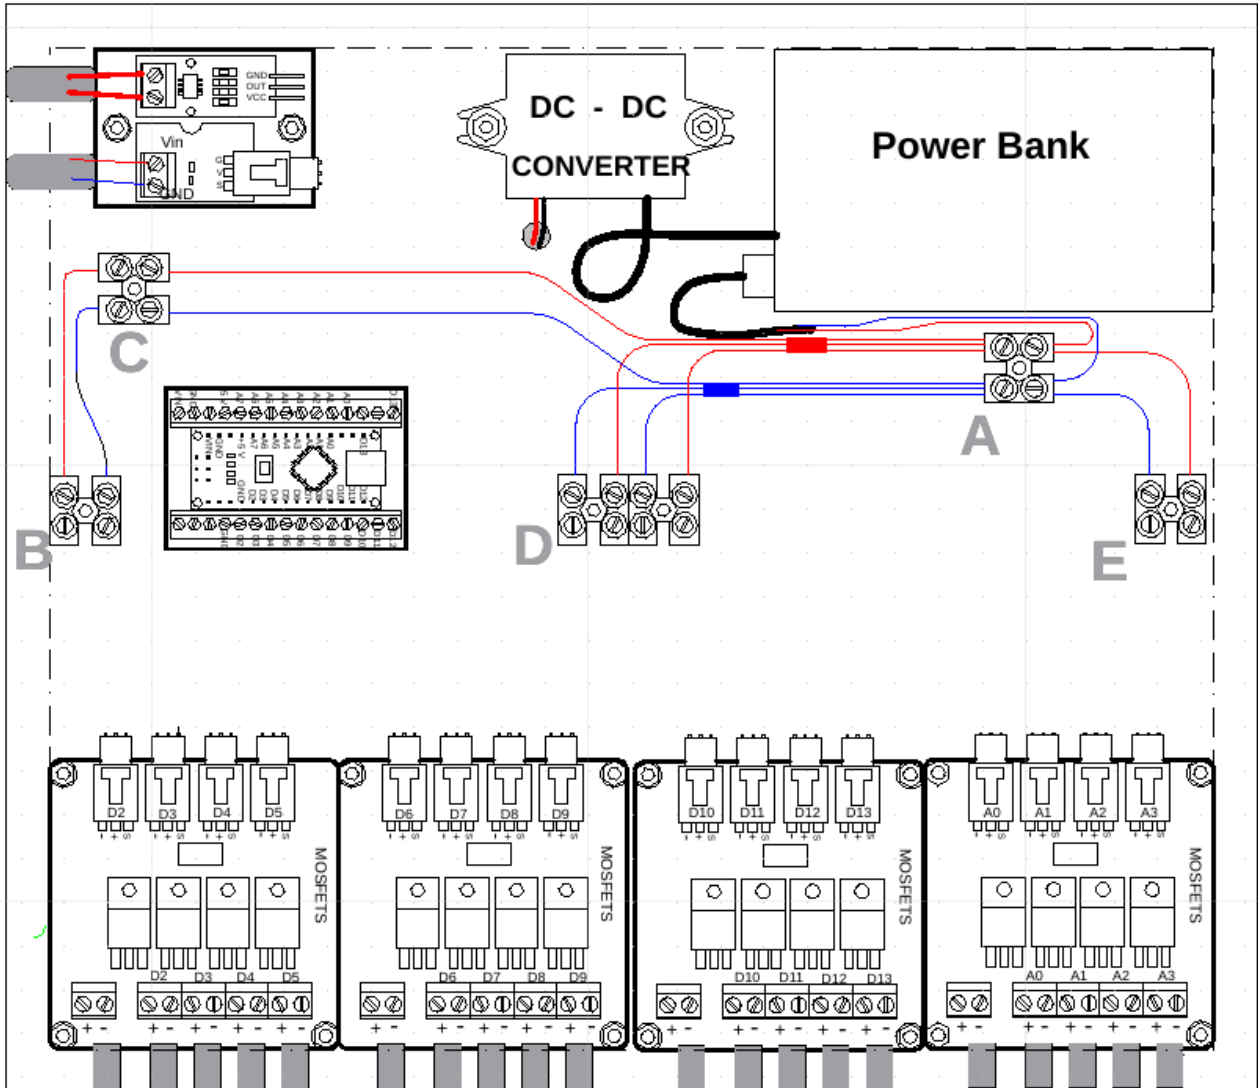 GND
OUT
VCC
Vin
G
V
S
GND
DC - DC
CONVERTER
Power Bank
C
A
B
D
E
D2 D3 D4 D5
- + S - + S - + S - + S
MOSFETS
D2 D3 D4 D5
+ - + - + - + - + -
D6 D7 D8 D9
- + S - + S - + S - + S
MOSFETS
D6 D7 D8 D9
+ - + - + - + - + -
D10 D11 D12 D13
- + S - + S - + S - + S
MOSFETS
D10 D11 D12 D13
+ - + - + - + - + -
A0 A1 A2 A3
- + S - + S - + S - + S
MOSFETS
A0 A1 A2 A3
+ - + - + - + - + -